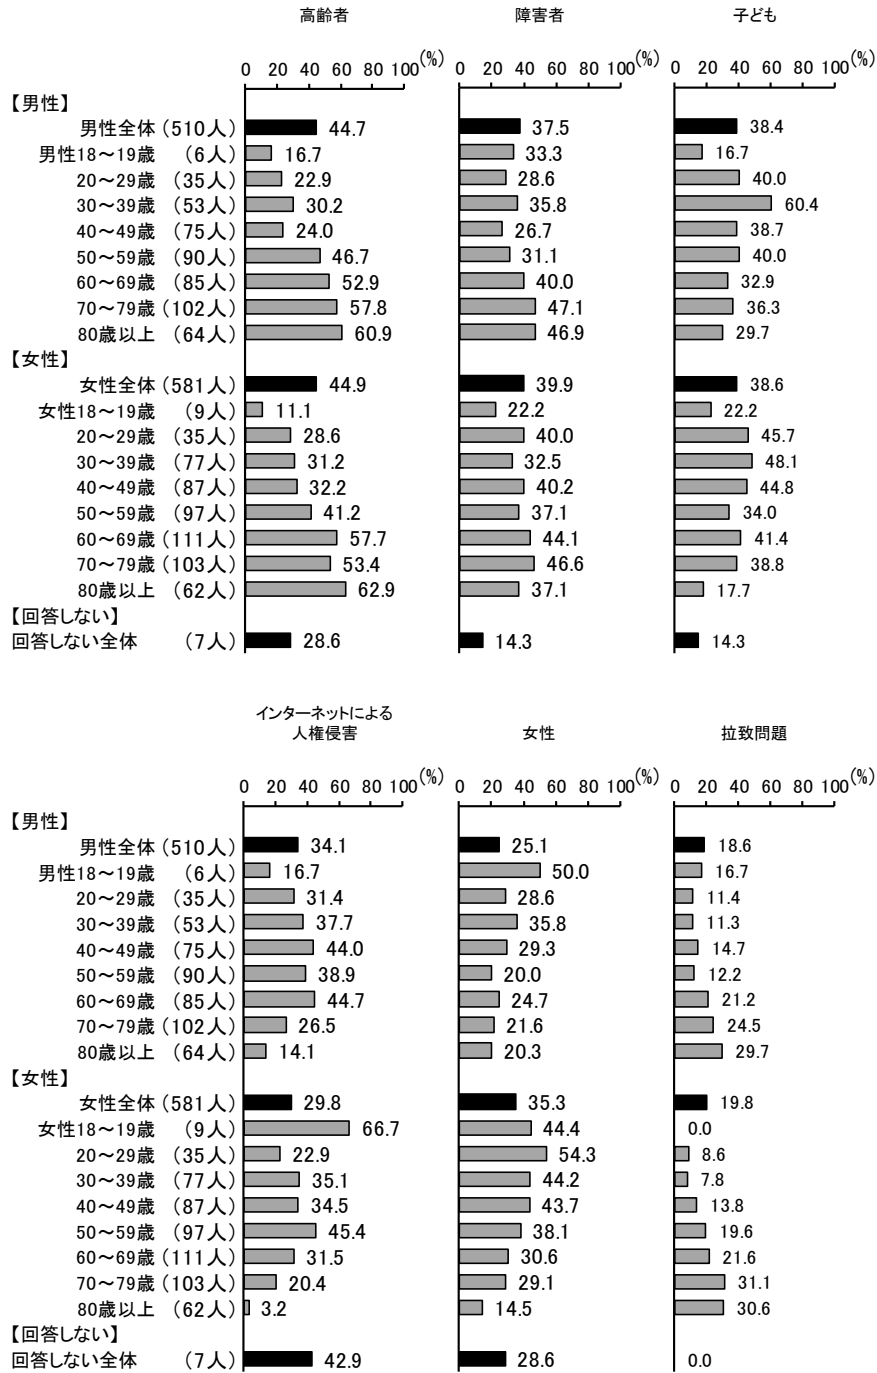 高齢者 障害者 子ども
0 20 40 60 80 100(%) 0 20 40 60 80 100(%) 0 20 40 60 80 100(%)
【男性】
男性全体(510人) 44.7 37.5 38.4
男性18～19歳 (6人) 16.7 33.3 16.7
20～29歳 (35人) 22.9 28.6 40.0
30～39歳 (53人) 30.2 35.8 60.4
40～49歳 (75人) 24.0 26.7 38.7
50～59歳 (90人) 46.7 31.1 40.0
60～69歳 (85人) 52.9 40.0 32.9
70～79歳(102人) 57.8 47.1 36.3
80歳以上 (64人) 60.9 46.9 29.7
【女性】
女性全体(581人) 44.9 39.9 38.6
女性18～19歳 (9人) 11.1 22.2 22.2
20～29歳 (35人) 28.6 40.0 45.7
30～39歳 (77人) 31.2 32.5 48.1
40～49歳 (87人) 32.2 40.2 44.8
50～59歳 (97人) 41.2 37.1 34.0
60～69歳(111人) 57.7 44.1 41.4
70～79歳(103人) 53.4 46.6 38.8
80歳以上 (62人) 62.9 37.1 17.7
【回答しない】
回答しない全体 (7人) 28.6 14.3 14.3
インターネットによる
人権侵害 女性 拉致問題
0 20 40 60 80 100(%) 0 20 40 60 80 100(%) 0 20 40 60 80 100(%)
【男性】
男性全体(510人) 34.1 25.1 18.6
男性18～19歳 (6人) 16.7 50.0 16.7
20～29歳 (35人) 31.4 28.6 11.4
30～39歳 (53人) 37.7 35.8 11.3
40～49歳 (75人) 44.0 29.3 14.7
50～59歳 (90人) 38.9 20.0 12.2
60～69歳 (85人) 44.7 24.7 21.2
70～79歳(102人) 26.5 21.6 24.5
80歳以上 (64人) 14.1 20.3 29.7
【女性】
女性全体(581人) 29.8 35.3 19.8
女性18～19歳 (9人) 66.7 44.4 0.0
20～29歳 (35人) 22.9 54.3 8.6
30～39歳 (77人) 35.1 44.2 7.8
40～49歳 (87人) 34.5 43.7 13.8
50～59歳 (97人) 45.4 38.1 19.6
60～69歳(111人) 31.5 30.6 21.6
70～79歳(103人) 20.4 29.1 31.1
80歳以上 (62人) 3.2 14.5 30.6
【回答しない】
回答しない全体 (7人) 42.9 28.6 0.0